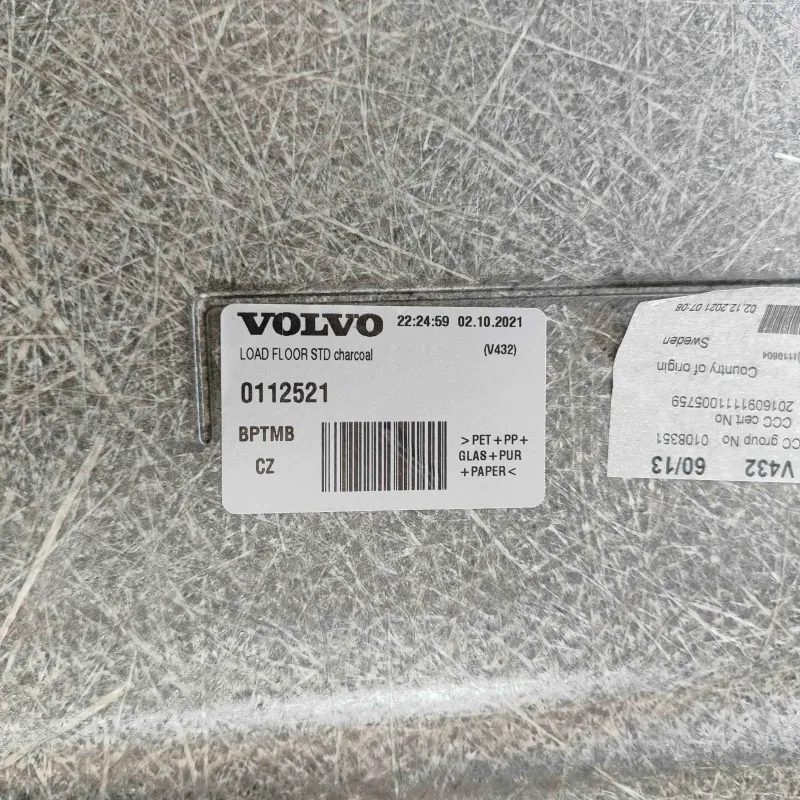 VOLVO 22:24:59 02.10.2021
LOAD FLOOR STD charcoal (V432)
0112521
BPTMB
CZ
>PET+PP+
GLAS+PUR
+PAPER<
V432 60/13
CC group No 0108351
CCC cert No
2016091111005759
Country of origin
Sweden
02.12.2021 07:08